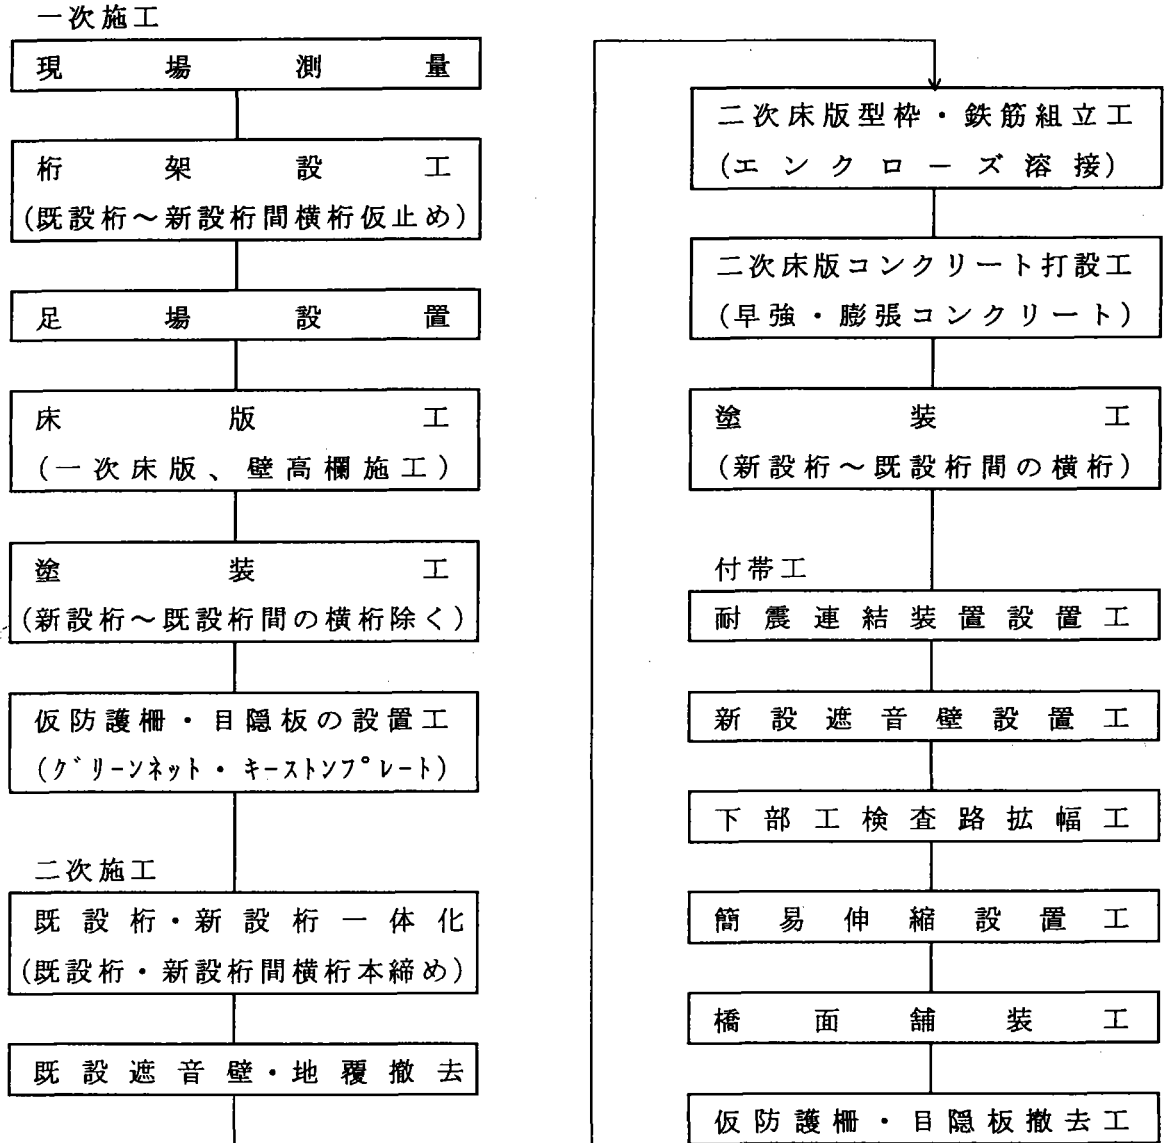 一次施工
現場測量
桁架設工
(既設桁～新設桁間横桁仮止め)
足場設置
床版工
(一次床版、壁高欄施工)
塗装工
(新設桁～既設桁間の横桁除く)
仮防護柵・目隠板の設置工
(グリーンネット・キーストンプレート)
二次施工
既設桁・新設桁一体化
(既設桁・新設桁間横桁本締め)
既設遮音壁・地覆撤去
二次床版型枠・鉄筋組立工
(エンクローズ溶接)
二次床版コンクリート打設工
(早強・膨張コンクリート)
塗装工
(新設桁～既設桁間の横桁)
付帯工
耐震連結装置設置工
新設遮音壁設置工
下部工検査路拡幅工
簡易伸縮設置工
橋面舗装工
仮防護柵・目隠板撤去工